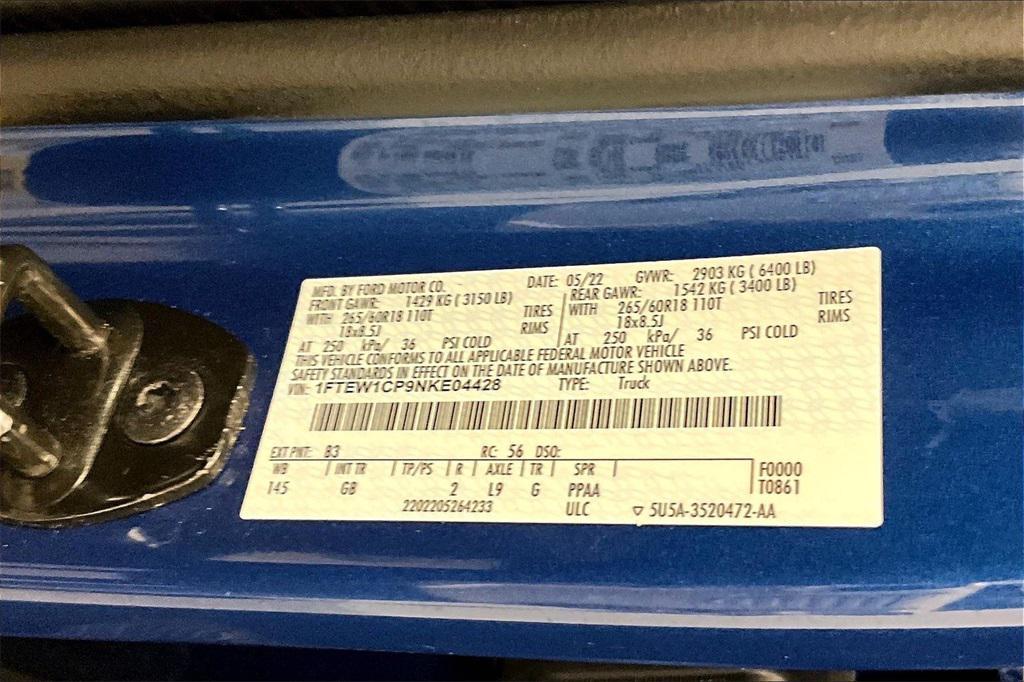 MFD. BY FORD MOTOR CO. DATE: 05/22 GVWR: 2903 KG ( 6400 LB)
FRONT GAWR: 1429 KG ( 3150 LB) REAR GAWR: 1542 KG ( 3400 LB)
WITH 265/60R18 110T TIRES WITH 265/60R18 110T TIRES
18x8.5J RIMS 18x8.5J RIMS
AT 250 kPa/ 36 PSI COLD AT 250 kPa/ 36 PSI COLD
THIS VEHICLE CONFORMS TO ALL APPLICABLE FEDERAL MOTOR VEHICLE
SAFETY STANDARDS IN EFFECT ON THE DATE OF MANUFACTURE SHOWN ABOVE.
VIN: 1FTEW1CP9NKE04428 TYPE: Truck
EXT PNT: B3 RC: 56 DSO:
WB INT TR TP/PS R AXLE TR SPR F0000
145 GB 2 L9 G PPAA T0861
2202205264233 ULC ▽ 5U5A-3520472-AA